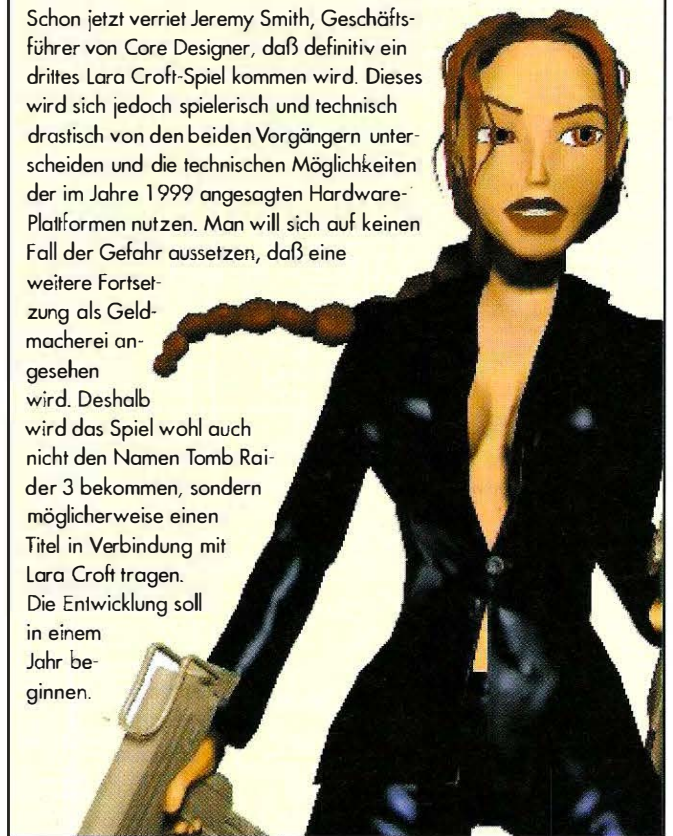 Schon jetzt verriet Jeremy Smith, Geschäfts-
führer von Core Designer, daß definitiv ein
drittes Lara Croft-Spiel kommen wird. Dieses
wird sich jedoch spielerisch und technisch
drastisch von den beiden Vorgängern unter-
scheiden und die technischen Möglichkeiten
der im Jahre 1999 angesagten Hardware-
Plattformen nutzen. Man will sich auf keinen
Fall der Gefahr aussetzen, daß eine
weitere Fortset-
zung als Geld-
macherei an-
gesehen
wird. Deshalb
wird das Spiel wohl auch
nicht den Namen Tomb Rai-
der 3 bekommen, sondern
möglicherweise einen
Titel in Verbindung mit
Lara Croft tragen.
Die Entwicklung soll
in einem
Jahr be-
ginnen.